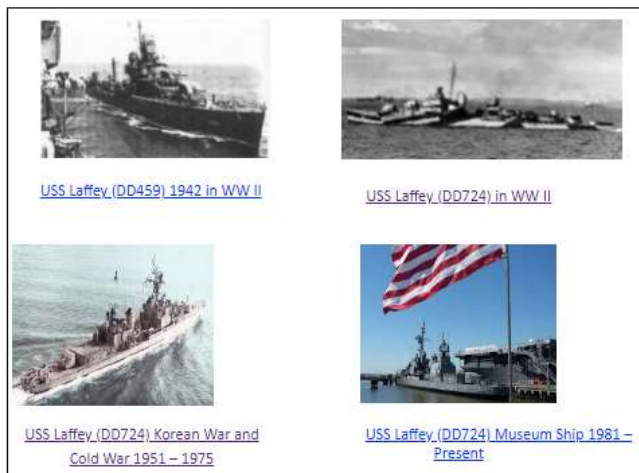 USS Laffey (DD459) 1942 in WW II
USS Laffey (DD724) in WW II
USS Laffey (DD724) Korean War and
Cold War 1951 – 1975
USS Laffey (DD724) Museum Ship 1981 –
Present